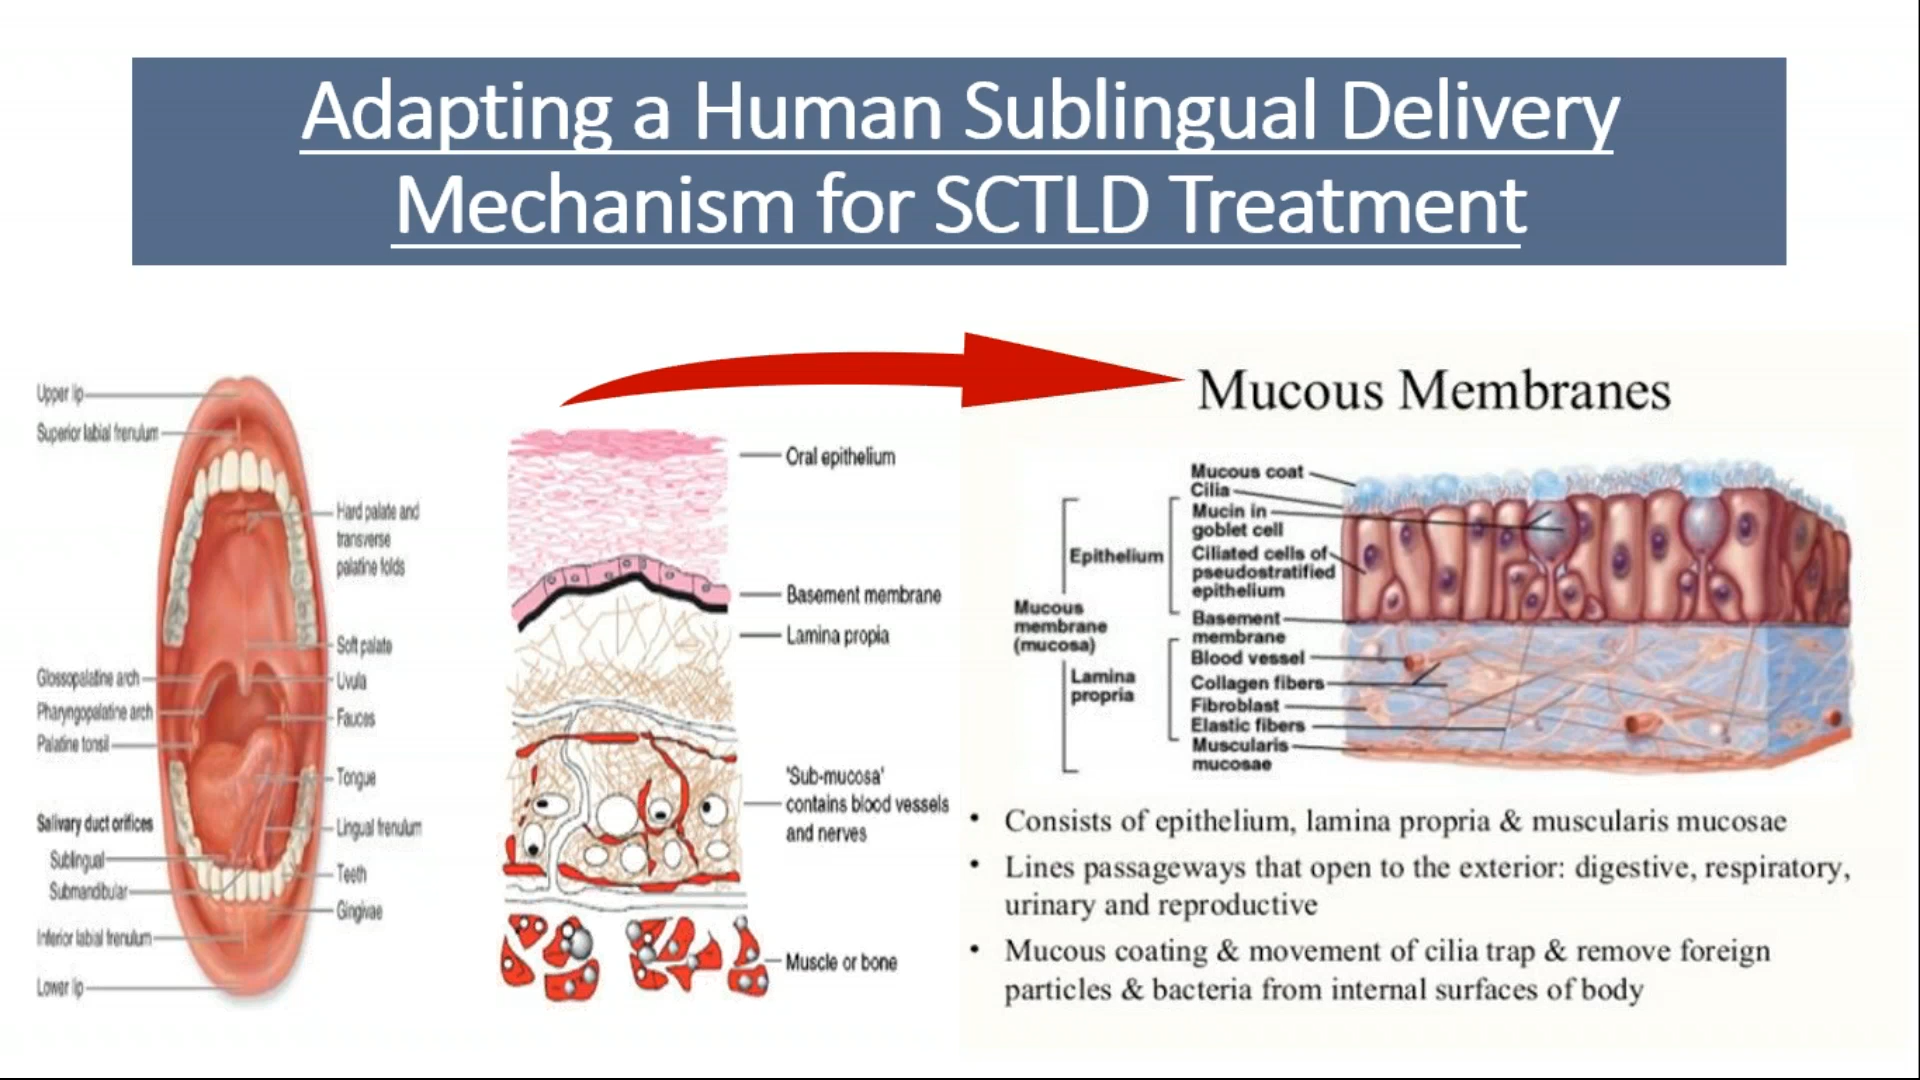 Adapting a Human Sublingual Delivery
Mechanism for SCTLD Treatment
Upper lip
Superior labial frenulum
Hard palate and
transverse
palatine folds
Soft palate
Glossopalatine arch
Uvula
Pharyngopalatine arch
Fauces
Palatine tonsil
Tongue
Salivary duct orifices
Lingual frenulum
Sublingual
Teeth
Submandibular
Gingivae
Inferior labial frenulum
Lower lip
Oral epithelium
Basement membrane
Lamina propia
'Sub-mucosa'
contains blood vessels
and nerves
Muscle or bone
Mucous Membranes
Mucous coat
Cilia
Mucin in
goblet cell
Epithelium
Ciliated cells of
pseudostratified
epithelium
Mucous
membrane
(mucosa)
Basement
membrane
Blood vessel
Lamina
propria
Collagen fibers
Fibroblast
Elastic fibers
Muscularis
mucosae
• Consists of epithelium, lamina propria & muscularis mucosae
• Lines passageways that open to the exterior: digestive, respiratory,
urinary and reproductive
• Mucous coating & movement of cilia trap & remove foreign
particles & bacteria from internal surfaces of body